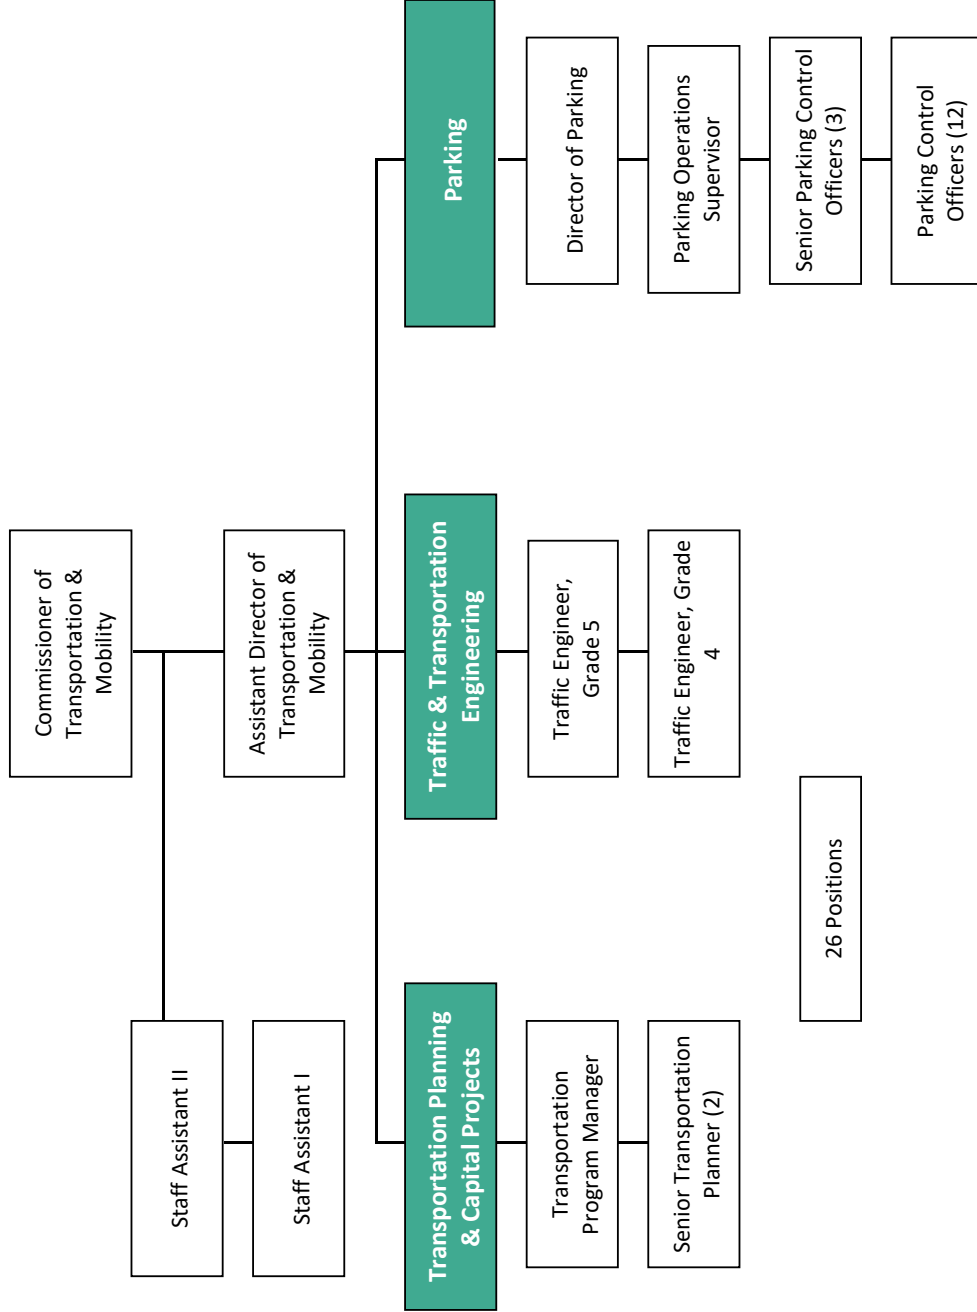 Commissioner of
Transportation &
Mobility
Staff Assistant II
Staff Assistant I
Assistant Director of
Transportation &
Mobility
Transportation Planning
& Capital Projects
Transportation
Program Manager
Senior Transportation
Planner (2)
Traffic & Transportation
Engineering
Traffic Engineer,
Grade 5
Traffic Engineer, Grade
4
Parking
Director of Parking
Parking Operations
Supervisor
Senior Parking Control
Officers (3)
Parking Control
Officers (12)
26 Positions